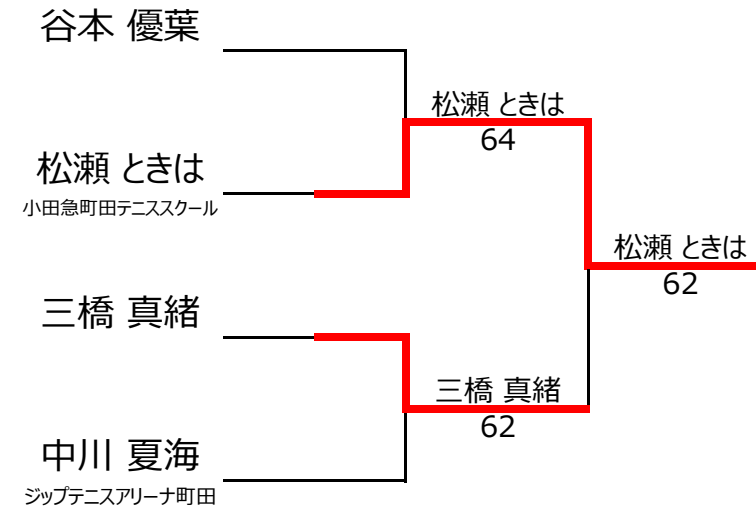 谷本 優葉
松瀬 ときは
64
松瀬 ときは
小田急町田テニススクール
松瀬 ときは
62
三橋 真緒
三橋 真緒
62
中川 夏海
ジップテニスアリーナ町田